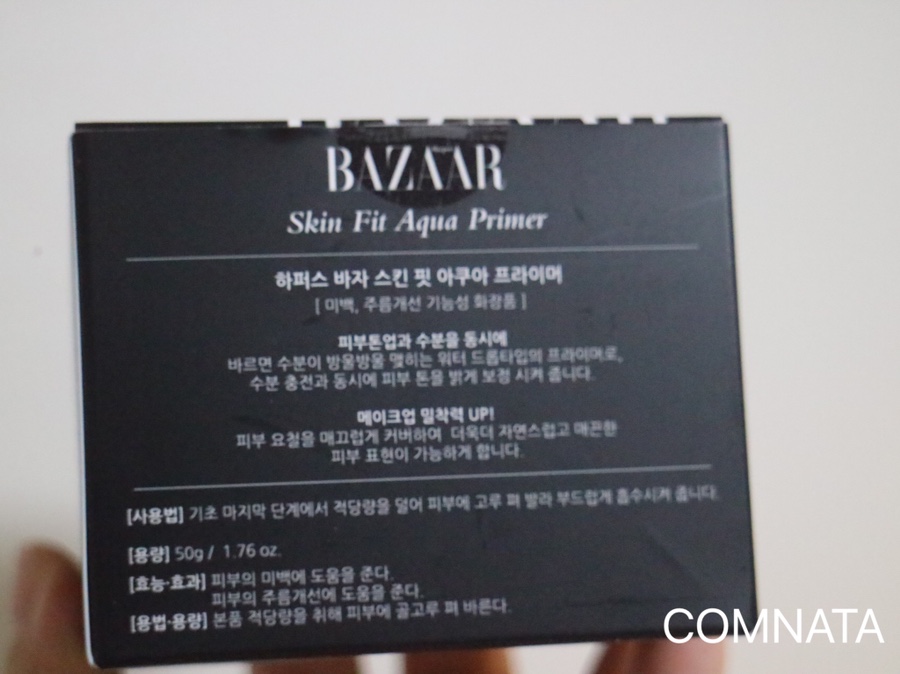 BAZAAR
Skin Fit Aqua Primer
하퍼스 바자 스킨 핏 아쿠아 프라이머
[ 미백, 주름개선 기능성 화장품 ]
피부톤업과 수분을 동시에
바르면 수분이 방울방울 맺히는 워터 드롭타입의 프라이머로,
수분 충전과 동시에 피부 톤을 밝게 보정 시켜 줍니다.
메이크업 밀착력 UP!
피부 요철을 매끄럽게 커버하여 더욱더 자연스럽고 매끈한
피부 표현이 가능하게 합니다.
[사용법] 기초 마지막 단계에서 적당량을 덜어 피부에 고루 펴 발라 부드럽게 흡수시켜 줍니다.
[용량] 50g / 1.76 oz.
[효능·효과] 피부의 미백에 도움을 준다.
피부의 주름개선에 도움을 준다.
[용법·용량] 본품 적당량을 취해 피부에 골고루 펴 바른다.
COMNATA